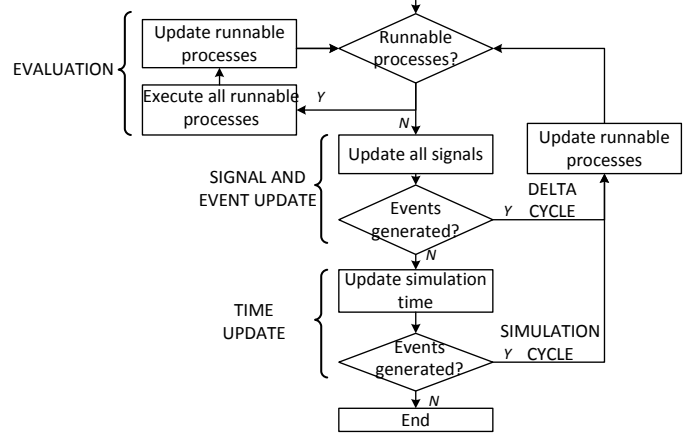 Update runnable
processes
Runnable
processes?
EVALUATION
Execute all runnable
processes
Y
N
Update all signals
Update runnable
processes
SIGNAL AND
EVENT UPDATE
Events
generated?
Y
DELTA
CYCLE
N
Update simulation
time
TIME
UPDATE
Events
generated?
Y
SIMULATION
CYCLE
N
End